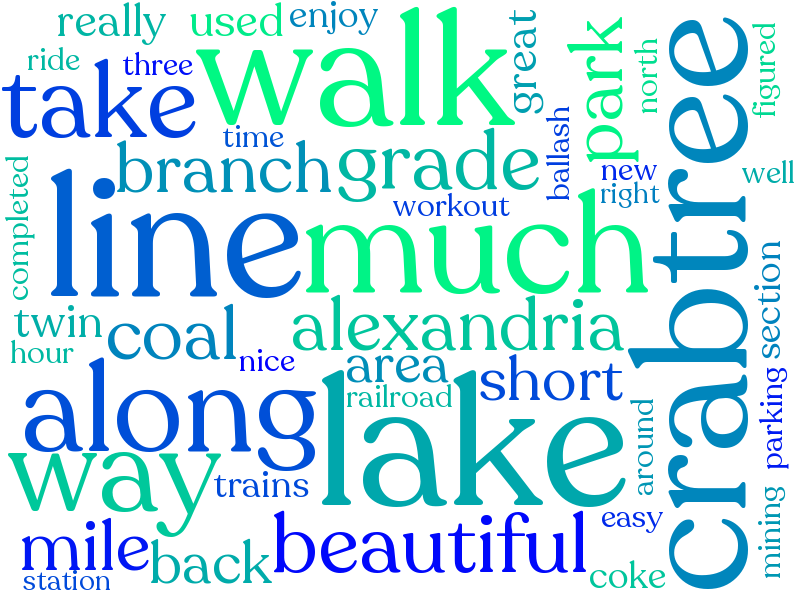 really
used
enjoy
walk
great
park
north
crabtree
figured
ride
three
take
time
branch
grade
ballash
new
right
well
workout
completed
line
much
section
twin
hour
coal
nice
alexandria
area
railroad
short
along
lake
around
parking
way
trains
mile
station
back
beautiful
easy
coke
mining